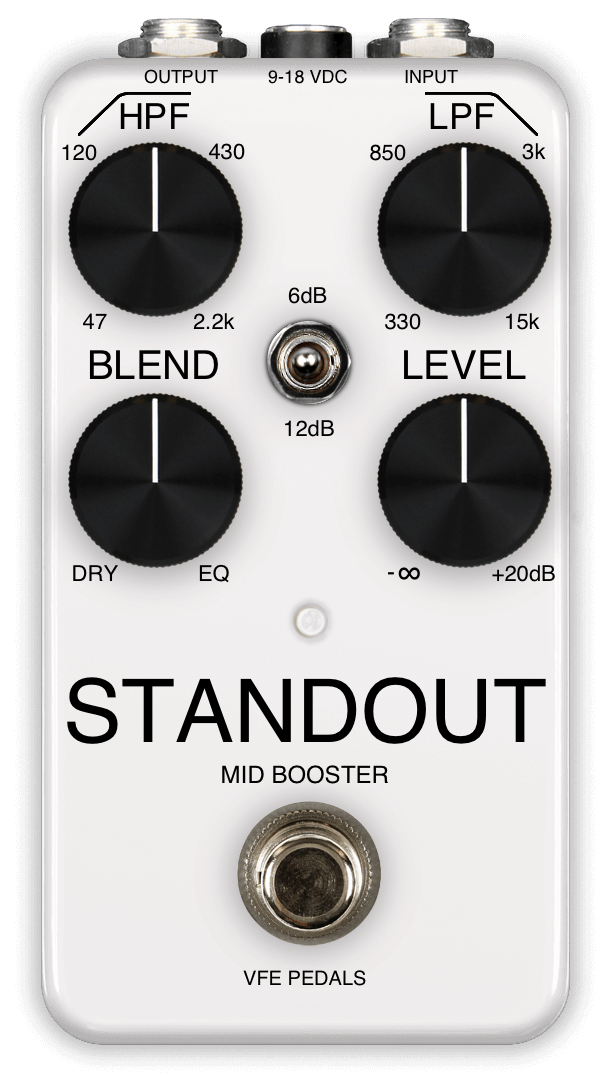 OUTPUT 9-18 VDC INPUT
HPF LPF
120 430 850 3k
6dB
47 2.2k 330 15k
BLEND LEVEL
12dB
DRY EQ -∞ +20dB
STANDOUT
MID BOOSTER
VFE PEDALS